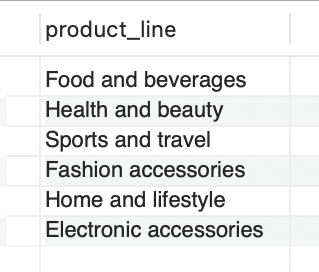 product_line
Food and beverages
Health and beauty
Sports and travel
Fashion accessories
Home and lifestyle
Electronic accessories